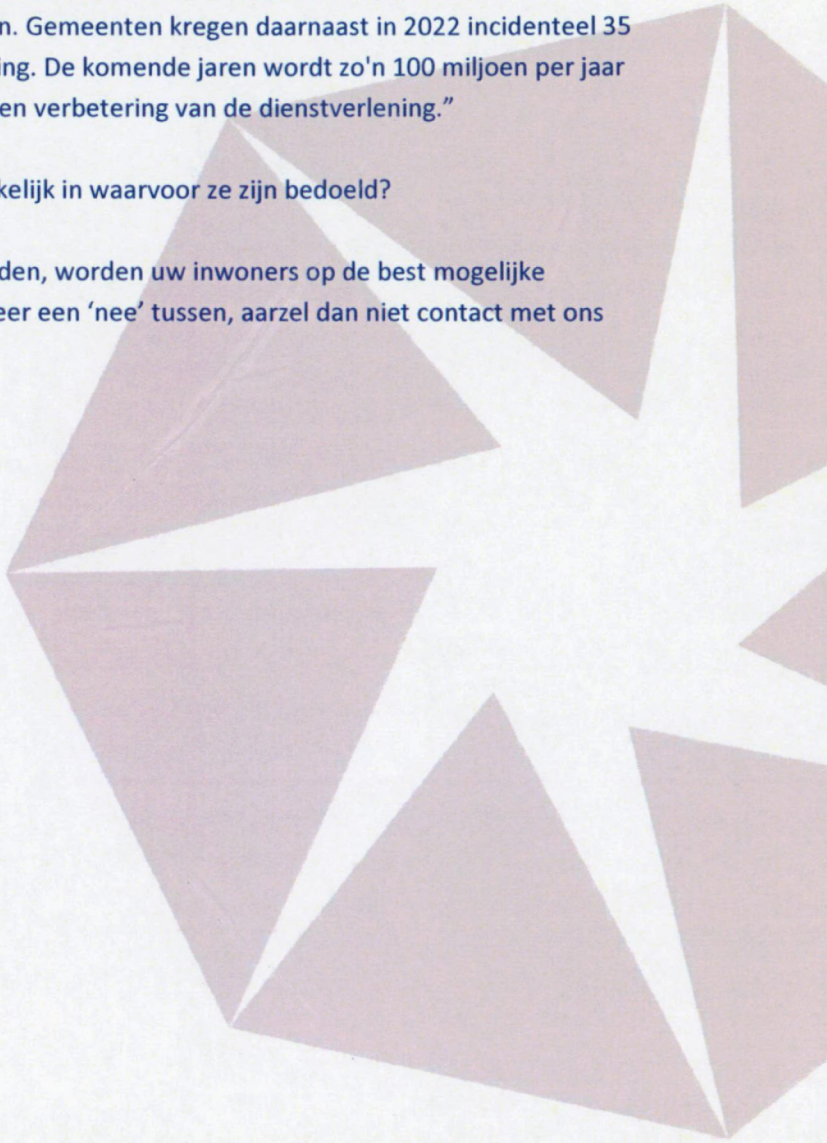 n. Gemeenten kregen daarnaast in 2022 incidenteel 35
ing. De komende jaren wordt zo'n 100 miljoen per jaar
en verbetering van de dienstverlening.”
kelijk in waarvoor ze zijn bedoeld?
den, worden uw inwoners op de best mogelijke
eer een ‘nee’ tussen, aarzel dan niet contact met ons